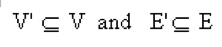 V' ⊆ V and E' ⊆ E